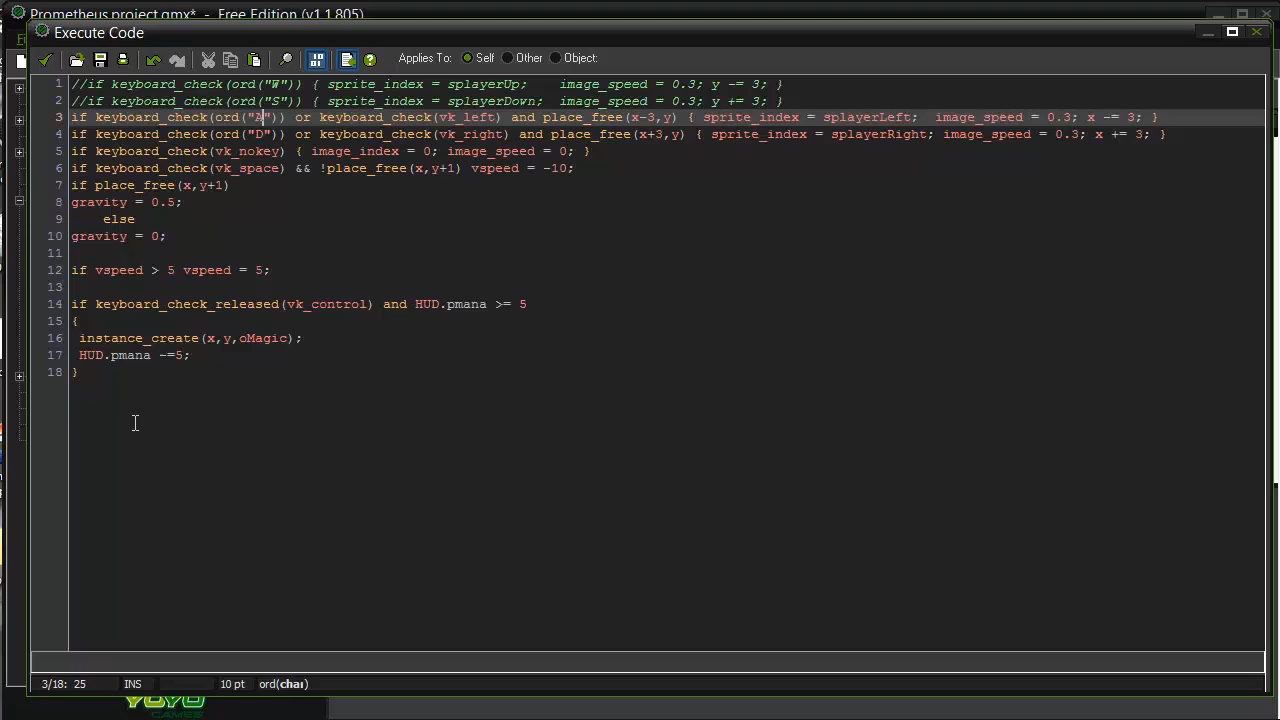 Prometheus project.gmx* - Free Edition (v1.1.805)
Execute Code
Applies To: Self Other Object:
1 //if keyboard_check(ord("W")) { sprite_index = splayerUp;    image_speed = 0.3; y -= 3; }
2 //if keyboard_check(ord("S")) { sprite_index = splayerDown;  image_speed = 0.3; y += 3; }
3 if keyboard_check(ord("A")) or keyboard_check(vk_left) and place_free(x-3,y) { sprite_index = splayerLeft;  image_speed = 0.3; x -= 3; }
4 if keyboard_check(ord("D")) or keyboard_check(vk_right) and place_free(x+3,y) { sprite_index = splayerRight; image_speed = 0.3; x += 3; }
5 if keyboard_check(vk_nokey) { image_index = 0; image_speed = 0; }
6 if keyboard_check(vk_space) && !place_free(x,y+1) vspeed = -10;
7 if place_free(x,y+1)
8 gravity = 0.5;
9     else
10 gravity = 0;
11
12 if vspeed > 5 vspeed = 5;
13
14 if keyboard_check_released(vk_control) and HUD.pmana >= 5
15 {
16  instance_create(x,y,oMagic);
17  HUD.pmana -=5;
18 }
3/18: 25 INS 10 pt ord(char)
YOYO
GAMES